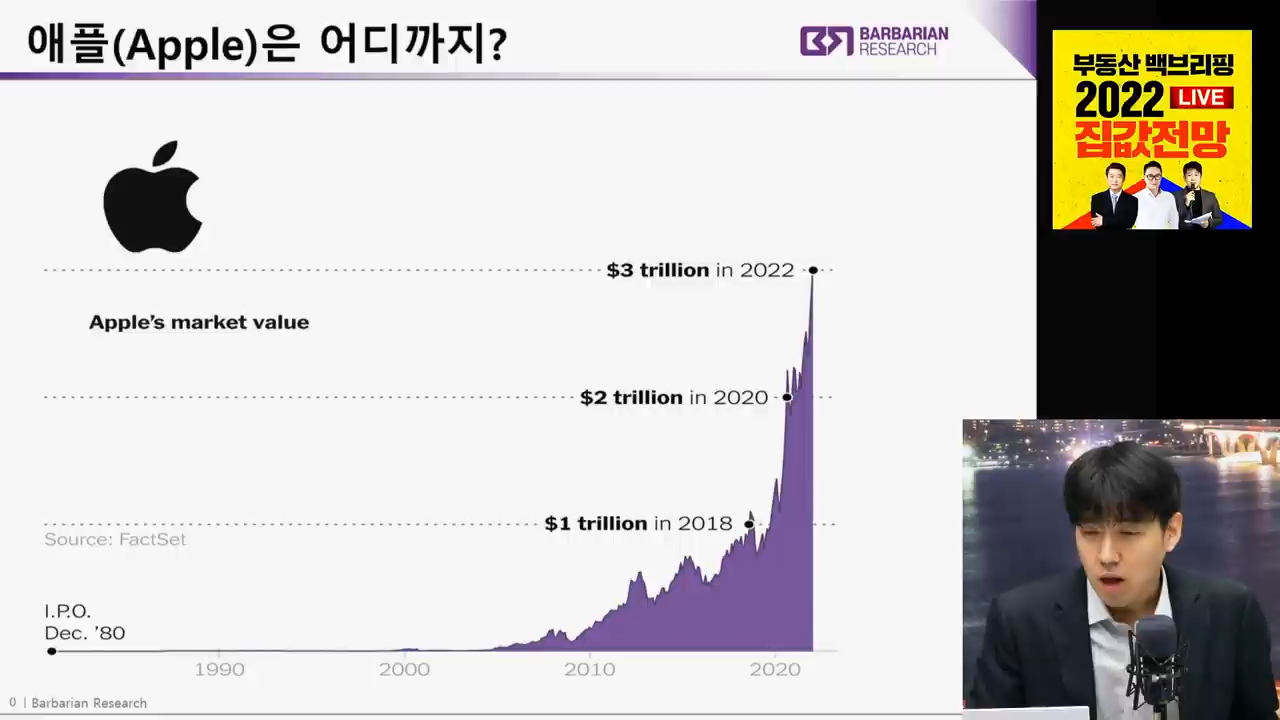 애플(Apple)은 어디까지?
BARBARIAN
RESEARCH
부동산 백브리핑
2022 LIVE
집값전망
$3 trillion in 2022
Apple’s market value
$2 trillion in 2020
$1 trillion in 2018
Source: FactSet
I.P.O.
Dec. ’80
1990 2000 2010 2020
0 | Barbarian Research